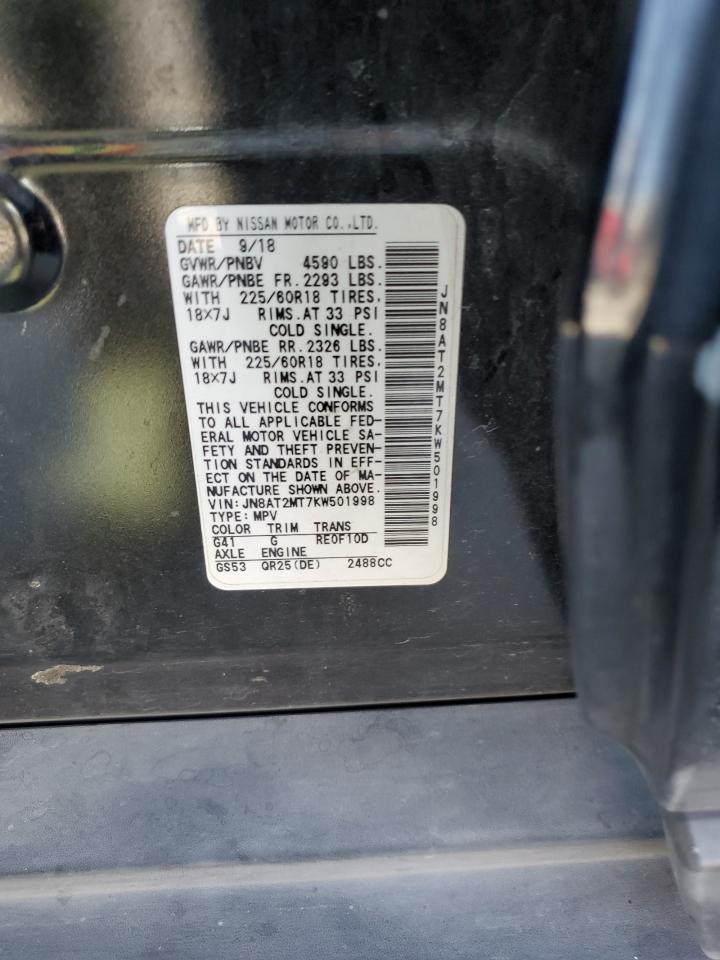 MFD BY NISSAN MOTOR CO.,LTD.
DATE 9/18
GVWR/PNBV 4590 LBS.
GAWR/PNBE FR. 2293 LBS.
WITH 225/60R18 TIRES,
18X7J RIMS.AT 33 PSI
COLD SINGLE.
GAWR/PNBE RR. 2326 LBS.
WITH 225/60R18 TIRES.
18X7J RIMS.AT 33 PSI
COLD SINGLE.
THIS VEHICLE CONFORMS
TO ALL APPLICABLE FED-
ERAL MOTOR VEHICLE SA-
FETY AND THEFT PREVEN-
TION STANDARDS IN EFF-
ECT ON THE DATE OF MA-
NUFACTURE SHOWN ABOVE.
VIN:JN8AT2MT7KW501998
TYPE:MPV
COLOR TRIM TRANS
G41 G RE0F10D
AXLE ENGINE
GS53 QR25(DE) 2488CC
JN8AT2MT7KW501998